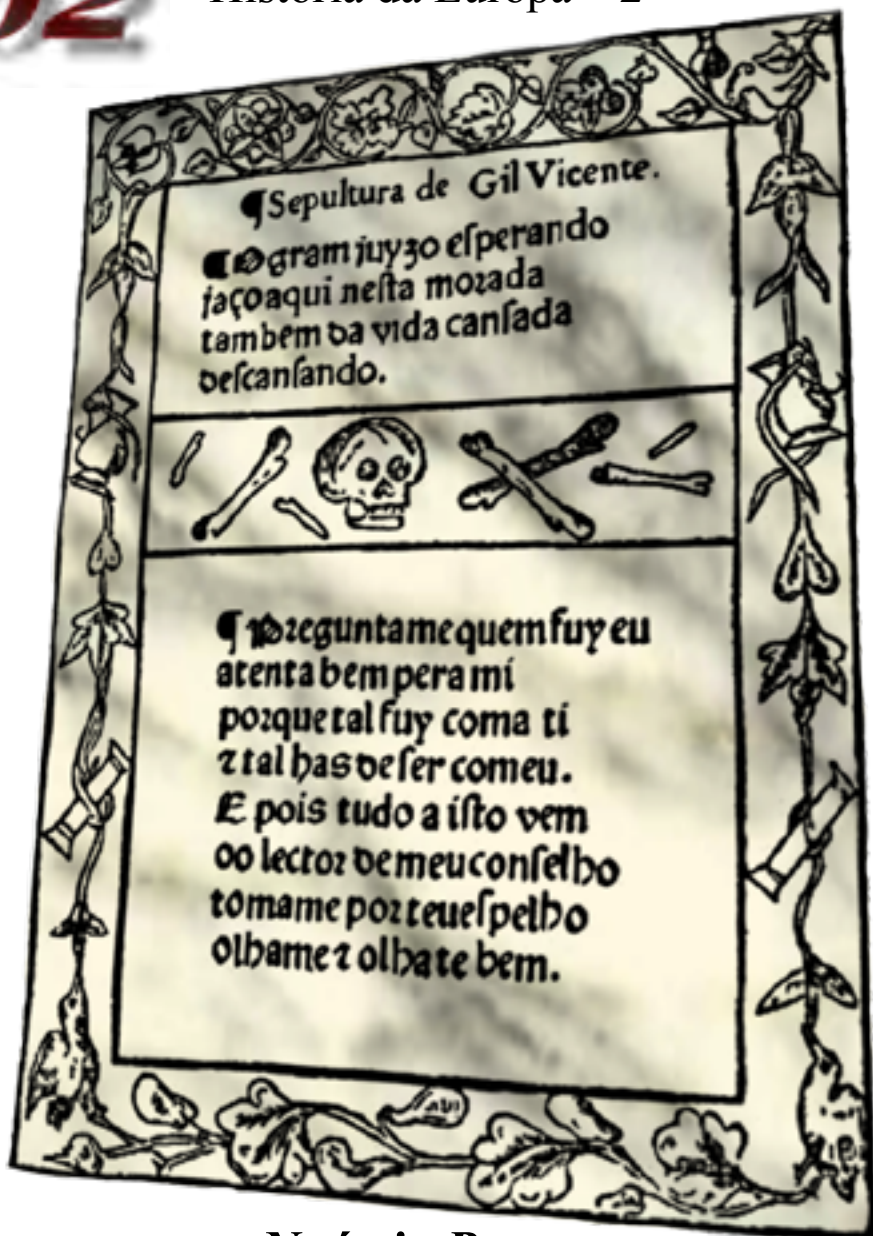 02
História da Europa – 2
¶Sepultura de Gil Vicente.
¶O gram juyzo eſperando
jaço aqui neſta morada
tambem da vida canſada
deſcanſando.
¶Preguntame quem fuy eu
atenta bem pera mi
porque tal fuy coma ti
⁊ tal has de ſer comeu.
E pois tudo a iſto vem
oo lector de meu conſelho
tomame por teu eſpelho
olhame ⁊ olhate bem.